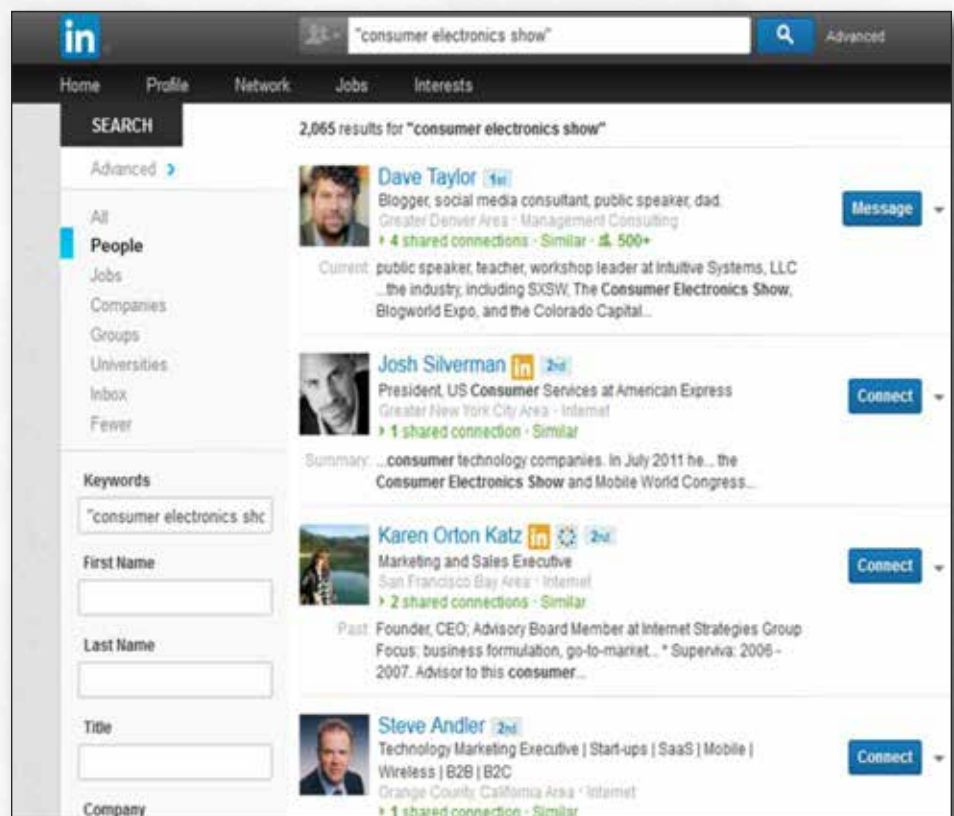 in
"consumer electronics show"
Advanced
Home Profile Network Jobs Interests
SEARCH
Advanced >
All
People
Jobs
Companies
Groups
Universities
Inbox
Fewer
Keywords
"consumer electronics shc
First Name
Last Name
Title
Company
2,065 results for "consumer electronics show"
Dave Taylor 1st
Blogger, social media consultant, public speaker, dad.
Greater Denver Area · Management Consulting
4 shared connections · Similar · 500+
Current public speaker, teacher, workshop leader at Intuitive Systems, LLC
...the industry, including SXSW, The Consumer Electronics Show,
Blogworld Expo, and the Colorado Capital...
Message
Josh Silverman in 2nd
President, US Consumer Services at American Express
Greater New York City Area · Internet
1 shared connection · Similar
Summary: ...consumer technology companies. In July 2011 he... the
Consumer Electronics Show and Mobile World Congress...
Connect
Karen Orton Katz in 2nd
Marketing and Sales Executive
San Francisco Bay Area · Internet
2 shared connections · Similar
Past Founder, CEO; Advisory Board Member at Internet Strategies Group
Focus: business formulation, go-to-market... * Superviva: 2006 -
2007. Advisor to this consumer...
Connect
Steve Andler 2nd
Technology Marketing Executive | Start-ups | SaaS | Mobile |
Wireless | B2B | B2C
Orange County, California Area · Internet
1 shared connection · Similar
Connect